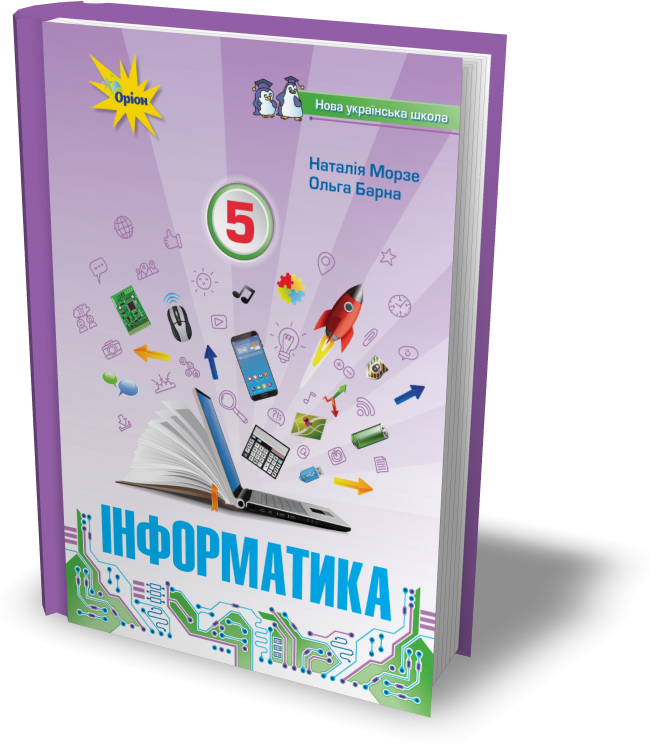 Оріон
Нова українська школа
Наталія Морзе
Ольга Барна
5
ІНФОРМАТИКА